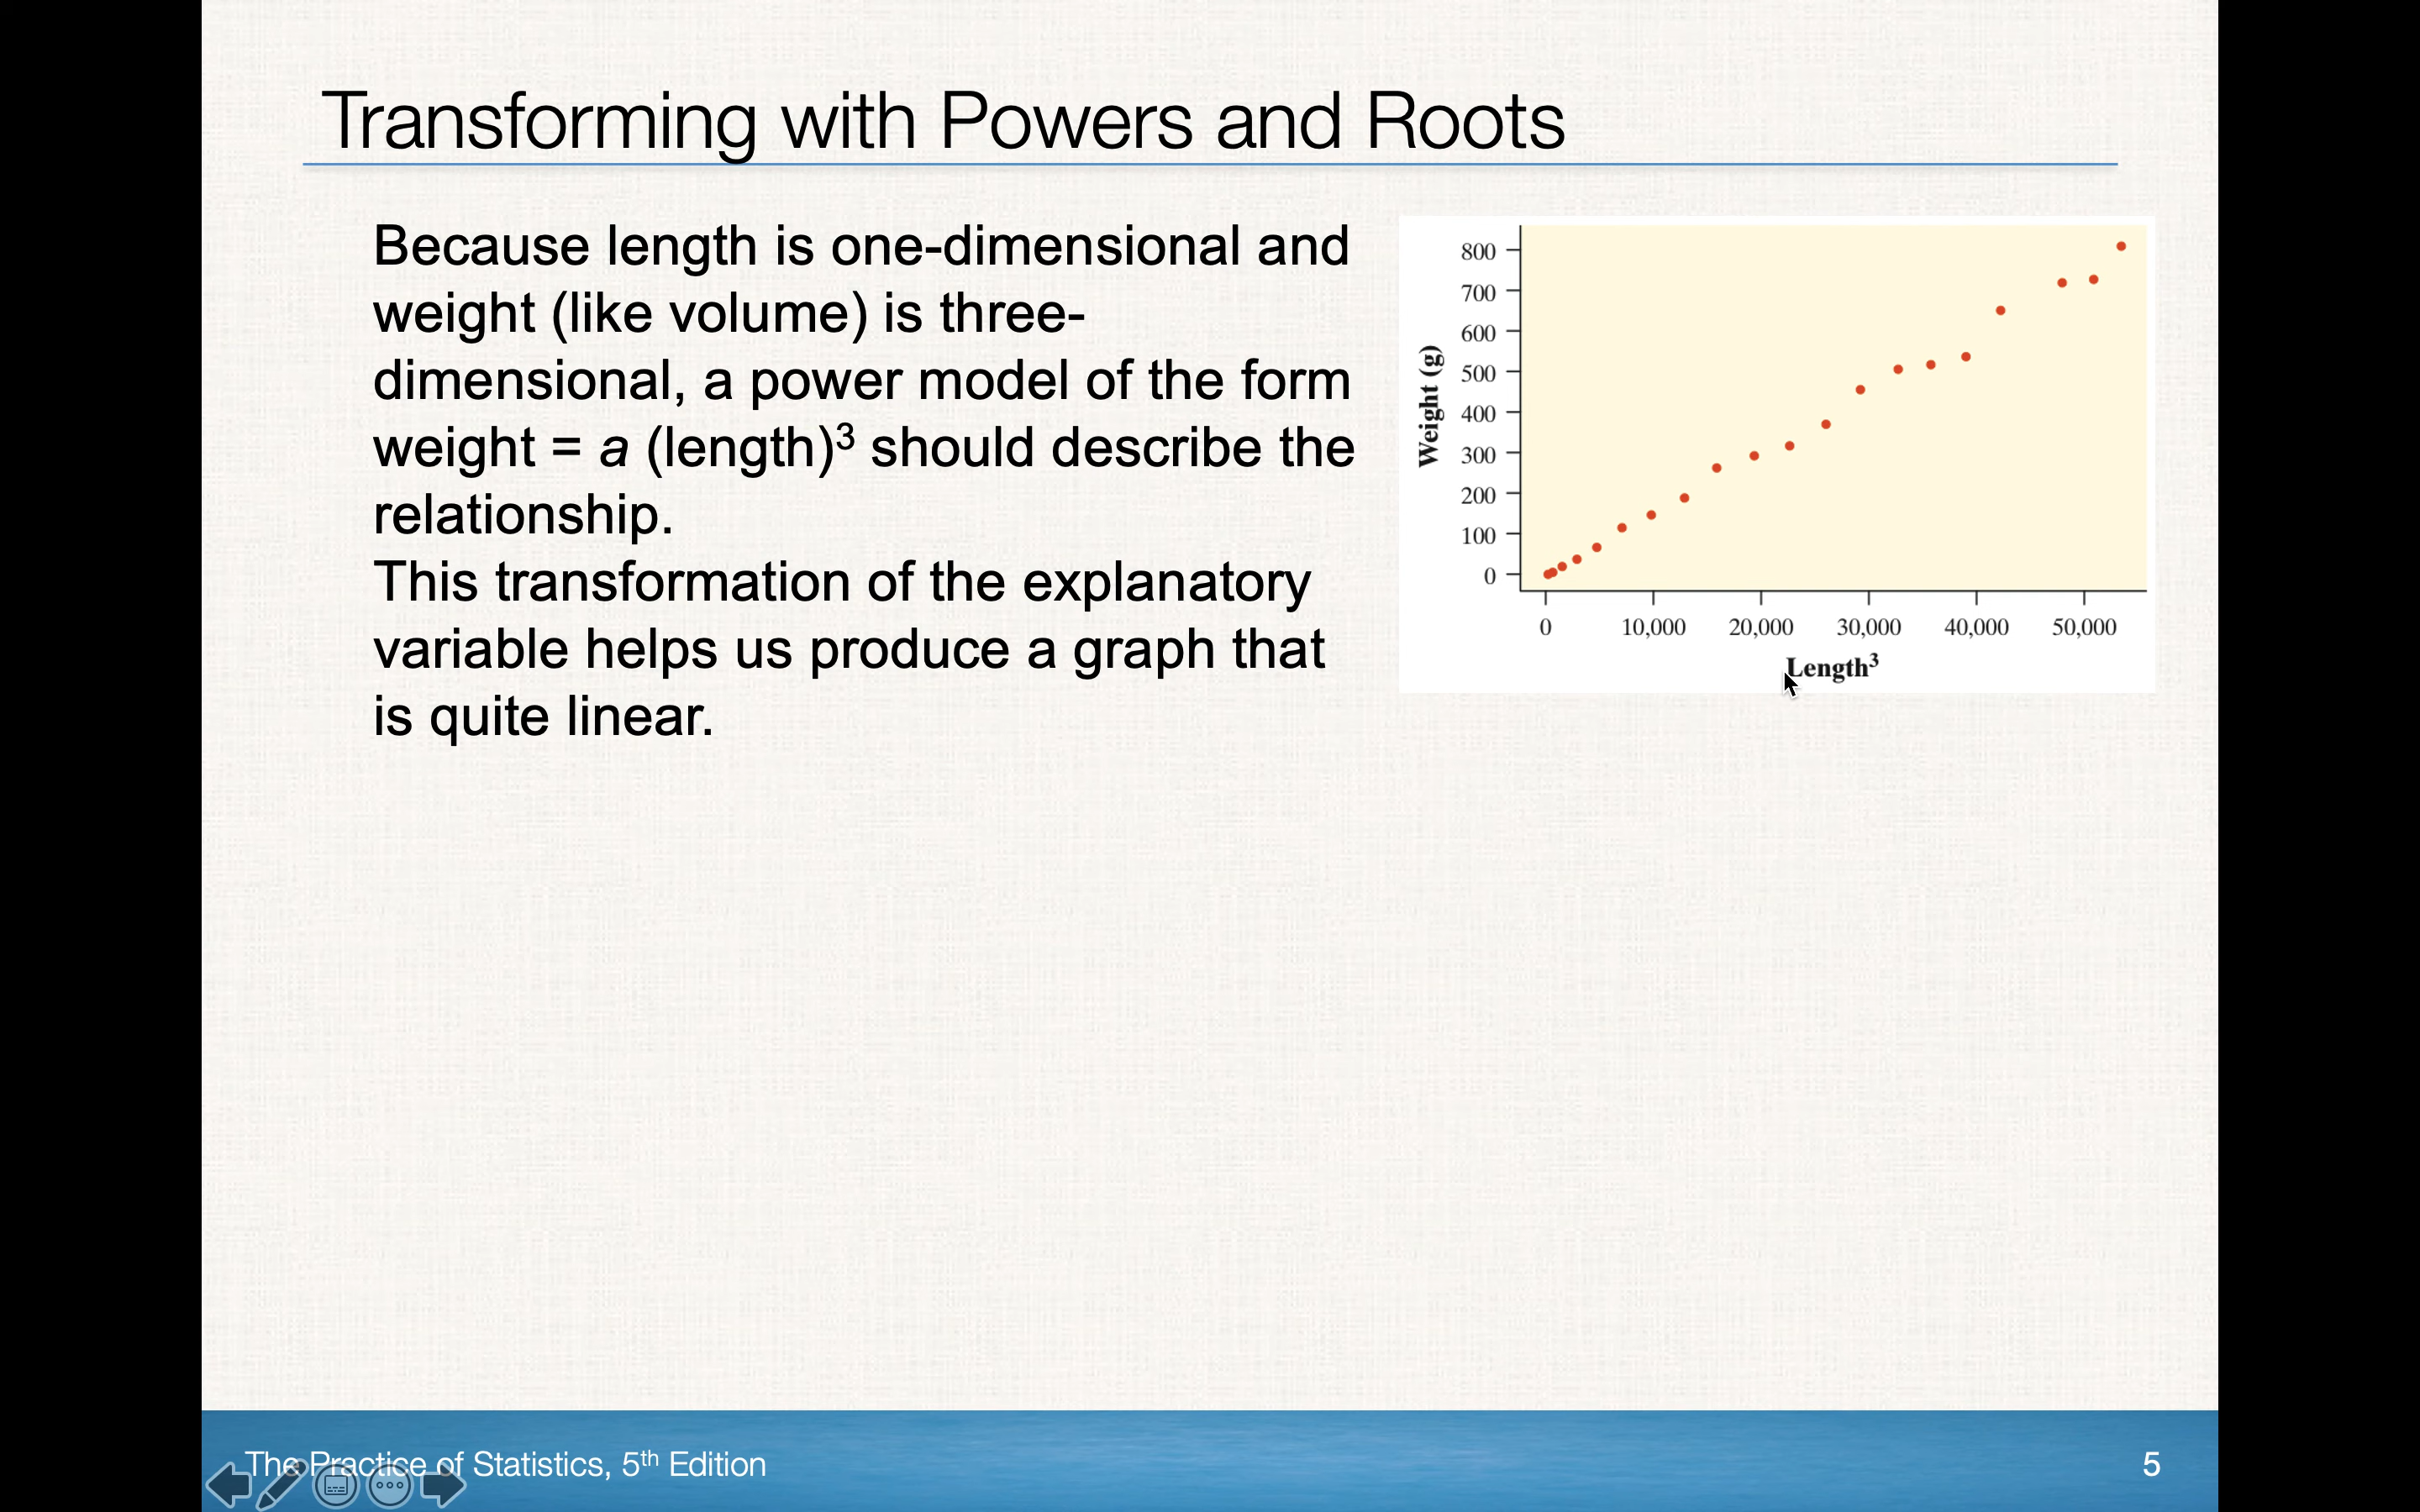 Transforming with Powers and Roots
Because length is one-dimensional and
weight (like volume) is three-
dimensional, a power model of the form
weight = a (length)³ should describe the
relationship.
This transformation of the explanatory
variable helps us produce a graph that
is quite linear.
800
700
600
500
400
300
200
100
0
Weight (g)
0 10,000 20,000 30,000 40,000 50,000
Length³
The Practice of Statistics, 5th Edition
5